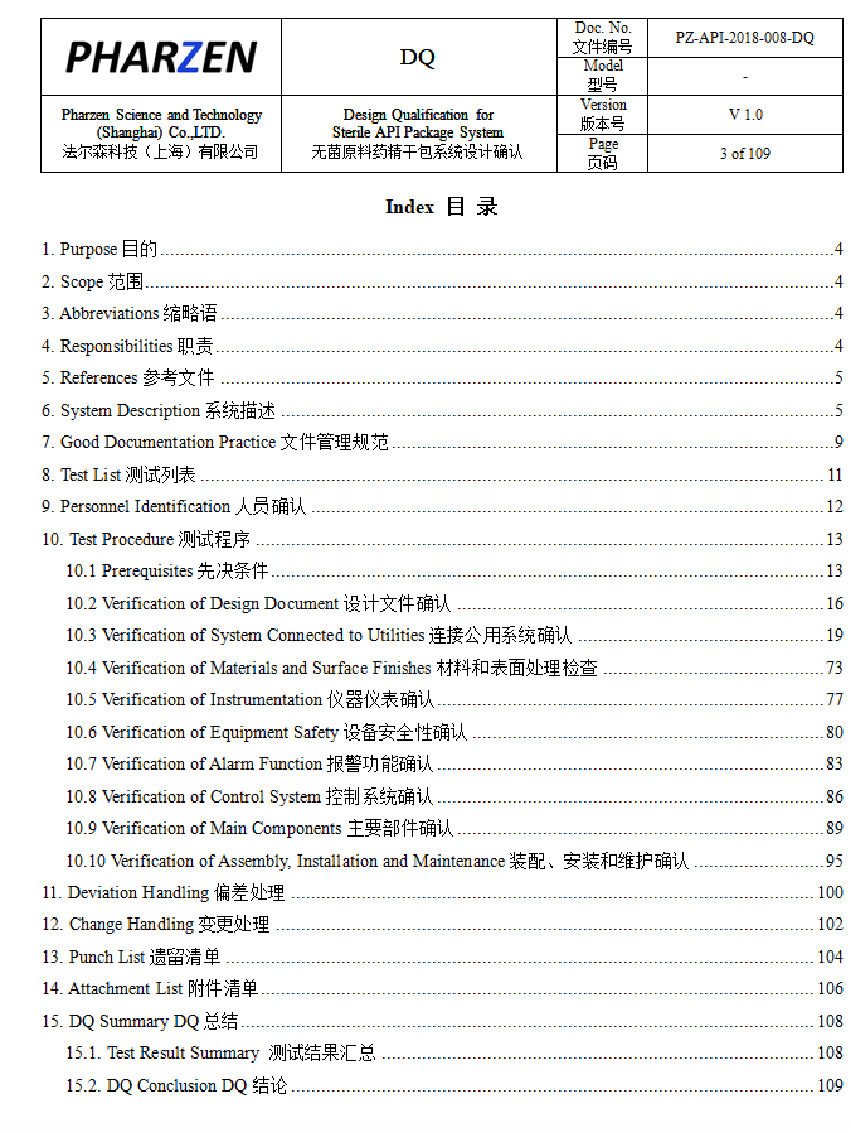 PHARZEN
DQ
Doc. No.
文件编号
PZ-API-2018-008-DQ
Model
型号
-
Pharzen Science and Technology
(Shanghai) Co.,LTD.
法尔森科技（上海）有限公司
Design Qualification for
Sterile API Package System
无菌原料药精干包系统设计确认
Version
版本号
V 1.0
Page
页码
3 of 109
Index 目 录
1. Purpose 目的 4
2. Scope 范围 4
3. Abbreviations 缩略语 4
4. Responsibilities 职责 4
5. References 参考文件 5
6. System Description 系统描述 5
7. Good Documentation Practice 文件管理规范 9
8. Test List 测试列表 11
9. Personnel Identification 人员确认 12
10. Test Procedure 测试程序 13
10.1 Prerequisites 先决条件 13
10.2 Verification of Design Document 设计文件确认 16
10.3 Verification of System Connected to Utilities 连接公用系统确认 19
10.4 Verification of Materials and Surface Finishes 材料和表面处理检查 73
10.5 Verification of Instrumentation 仪器仪表确认 77
10.6 Verification of Equipment Safety 设备安全性确认 80
10.7 Verification of Alarm Function 报警功能确认 83
10.8 Verification of Control System 控制系统确认 86
10.9 Verification of Main Components 主要部件确认 89
10.10 Verification of Assembly, Installation and Maintenance 装配、安装和维护确认 95
11. Deviation Handling 偏差处理 100
12. Change Handling 变更处理 102
13. Punch List 遗留清单 104
14. Attachment List 附件清单 106
15. DQ Summary DQ 总结 108
15.1. Test Result Summary 测试结果汇总 108
15.2. DQ Conclusion DQ 结论 109